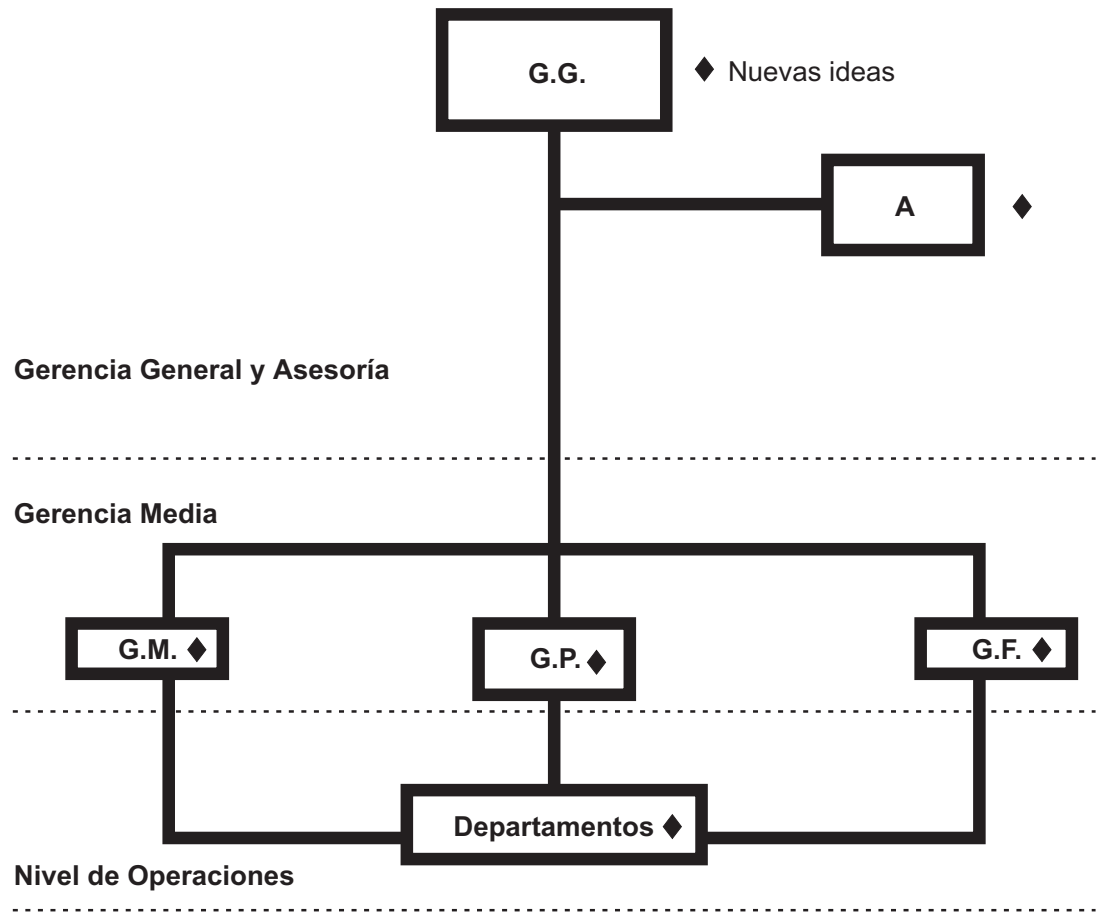 G.G.
♦ Nuevas ideas
A ♦
Gerencia General y Asesoría
Gerencia Media
G.M. ♦
G.P. ♦
G.F. ♦
Departamentos ♦
Nivel de Operaciones